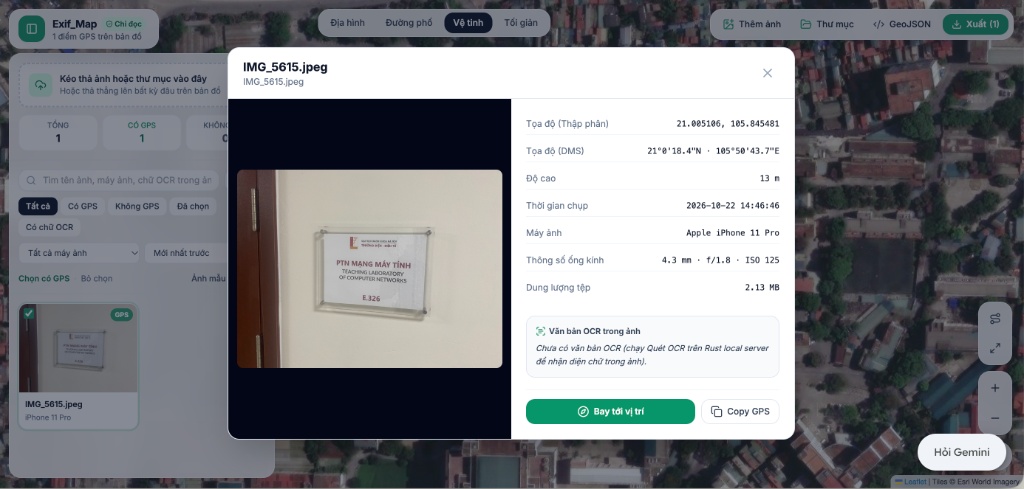 Exif_Map
Chỉ đọc
1 điểm GPS trên bản đồ
Địa hình
Đường phố
Vệ tinh
Tối giản
Thêm ảnh
Thư mục
</> GeoJSON
Xuất (1)
Kéo thả ảnh hoặc thư mục vào đây
Hoặc thả thẳng lên bất kỳ đâu trên bản đồ
TỔNG
1
CÓ GPS
1
KHÔNG
0
Tìm tên, máy ảnh, chữ OCR trong ảnh
Tất cả
Có GPS
Không GPS
Đã chọn
Có chữ OCR
Tất cả máy ảnh
Mới nhất trước
Chọn có GPS
Bỏ chọn
Ảnh mẫu
GPS
IMG_5615.jpeg
iPhone 11 Pro
IMG_5615.jpeg
IMG_5615.jpeg
PTN MẠNG MÁY TÍNH
TEACHING LABORATORY
OF COMPUTER NETWORKS
E.326
Tọa độ (Thập phân)
21.005106, 105.845481
Tọa độ (DMS)
21°0'18.4"N · 105°50'43.7"E
Độ cao
13 m
Thời gian chụp
2026-10-22 14:46:46
Máy ảnh
Apple iPhone 11 Pro
Thông số ống kính
4.3 mm · f/1.8 · ISO 125
Dung lượng tệp
2.13 MB
Văn bản OCR trong ảnh
Chưa có văn bản OCR (chạy Quét OCR trên Rust local server
để nhận diện chữ trong ảnh).
Bay tới vị trí
Copy GPS
+
−
Hỏi Gemini
Leaflet | Tiles © Esri World Imagery